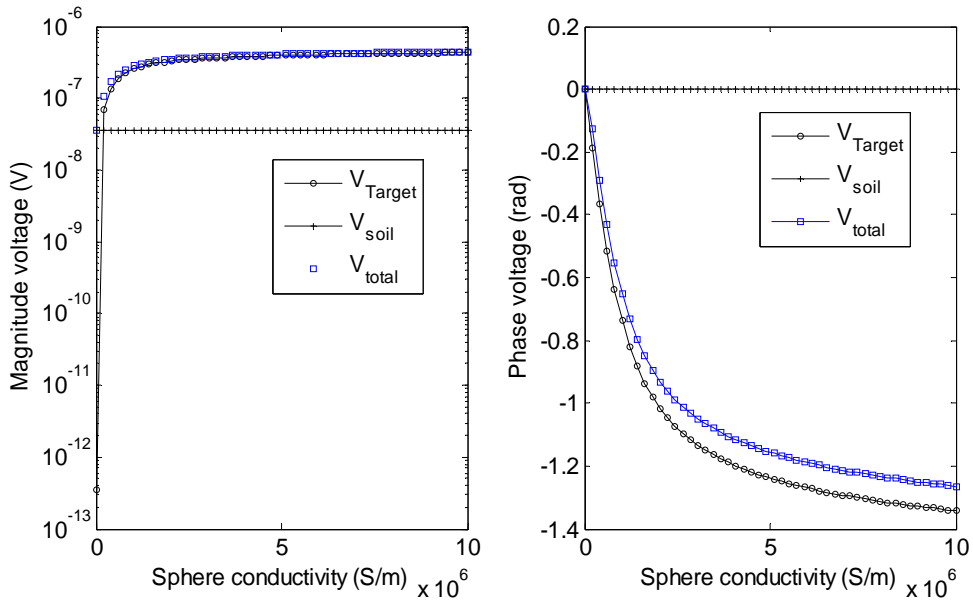 Magnitude voltage (V)
10^-6
10^-7
10^-8
10^-9
10^-10
10^-11
10^-12
10^-13
V_Target
V_soil
V_total
0
5
10
Sphere conductivity (S/m)
x 10^6
Phase voltage (rad)
0.2
0
-0.2
-0.4
-0.6
-0.8
-1
-1.2
-1.4
V_Target
V_soil
V_total
0
5
10
Sphere conductivity (S/m)
x 10^6